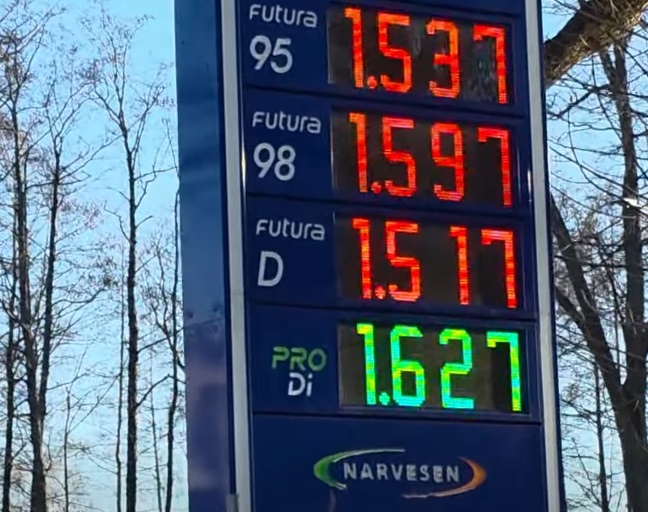 Futura
95
1.537
Futura
98
1.597
Futura
D
1.517
PRO
Di
1.627
NARVESEN